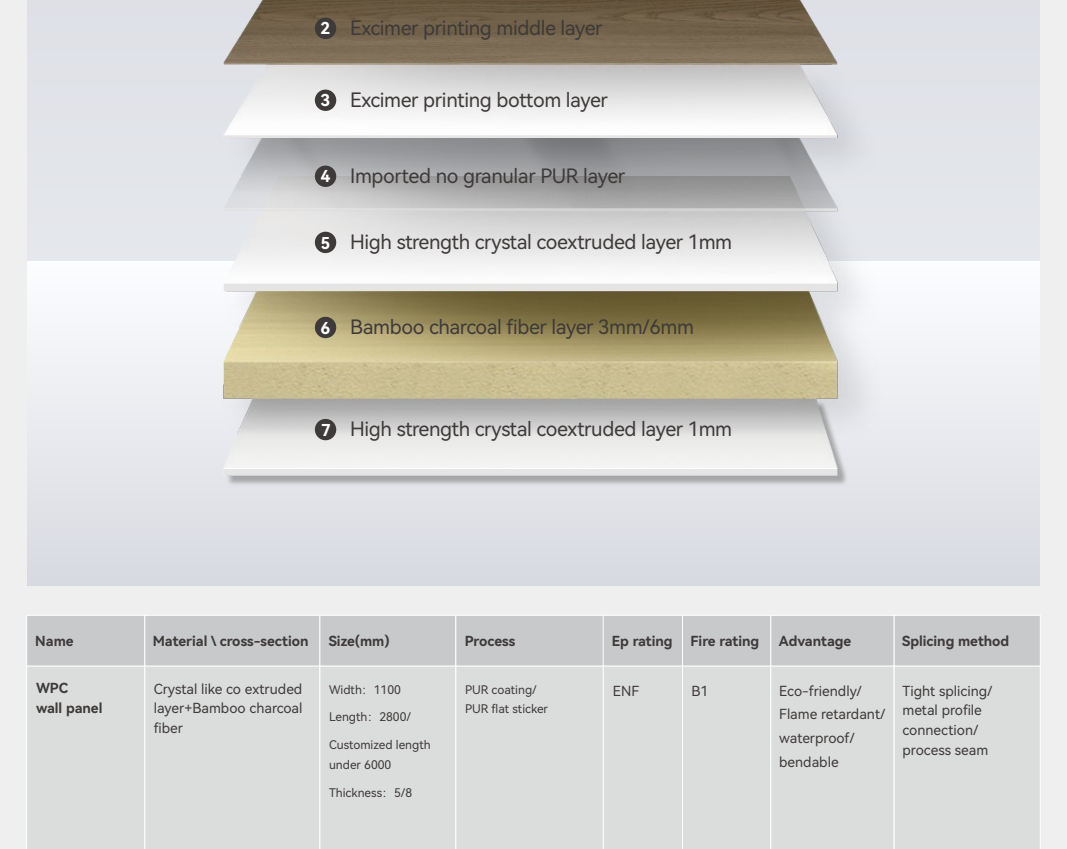 2 Excimer printing middle layer
3 Excimer printing bottom layer
4 Imported no granular PUR layer
5 High strength crystal coextruded layer 1mm
6 Bamboo charcoal fiber layer 3mm/6mm
7 High strength crystal coextruded layer 1mm
Name
Material \ cross-section
Size(mm)
Process
Ep rating
Fire rating
Advantage
Splicing method
WPC
wall panel
Crystal like co extruded
layer+Bamboo charcoal
fiber
Width: 1100
Length: 2800/
Customized length
under 6000
Thickness: 5/8
PUR coating/
PUR flat sticker
ENF
B1
Eco-friendly/
Flame retardant/
waterproof/
bendable
Tight splicing/
metal profile
connection/
process seam